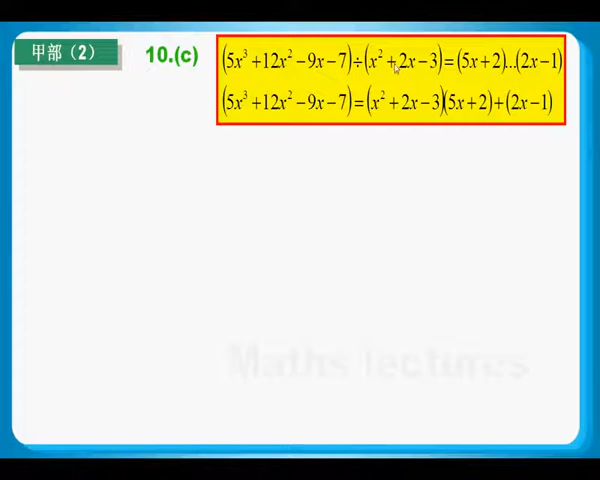 甲部（2）
10.(c)
(5x³ +12x² −9x−7)÷(x² +2x−3)=(5x+2)...(2x−1)
(5x³ +12x² −9x−7)=(x² +2x−3)(5x+2)+(2x−1)
Maths lectures